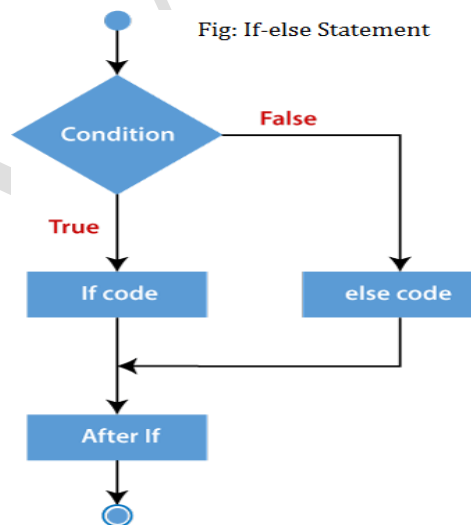 Fig: If-else Statement
Condition
False
True
If code
else code
After If